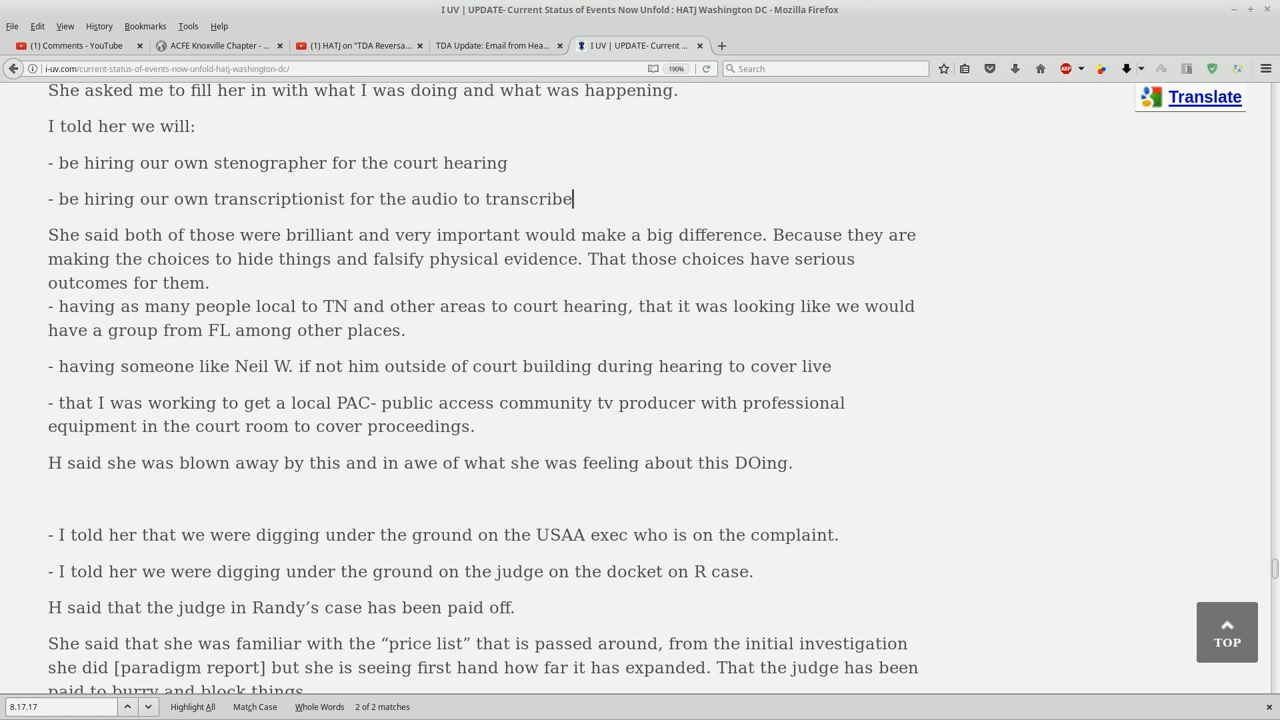 I UV | UPDATE- Current Status of Events Now Unfold : HATJ Washington DC - Mozilla Firefox
File Edit View History Bookmarks Tools Help
(1) Comments - YouTube
ACFE Knoxville Chapter - ...
(1) HATJ on "TDA Reversa...
TDA Update: Email from Hea...
I UV | UPDATE- Current ...
i-uv.com/current-status-of-events-now-unfold-hatj-washington-dc/
190%
Search
ABP
She asked me to fill her in with what I was doing and what was happening.
Translate
I told her we will:
- be hiring our own stenographer for the court hearing
- be hiring our own transcriptionist for the audio to transcribe
She said both of those were brilliant and very important would make a big difference. Because they are
making the choices to hide things and falsify physical evidence. That those choices have serious
outcomes for them.
- having as many people local to TN and other areas to court hearing, that it was looking like we would
have a group from FL among other places.
- having someone like Neil W. if not him outside of court building during hearing to cover live
- that I was working to get a local PAC- public access community tv producer with professional
equipment in the court room to cover proceedings.
H said she was blown away by this and in awe of what she was feeling about this DOing.
- I told her that we were digging under the ground on the USAA exec who is on the complaint.
- I told her we were digging under the ground on the judge on the docket on R case.
H said that the judge in Randy’s case has been paid off.
TOP
She said that she was familiar with the “price list” that is passed around, from the initial investigation
she did [paradigm report] but she is seeing first hand how far it has expanded. That the judge has been
paid to burry and block things.
8.17.17
Highlight All Match Case Whole Words 2 of 2 matches